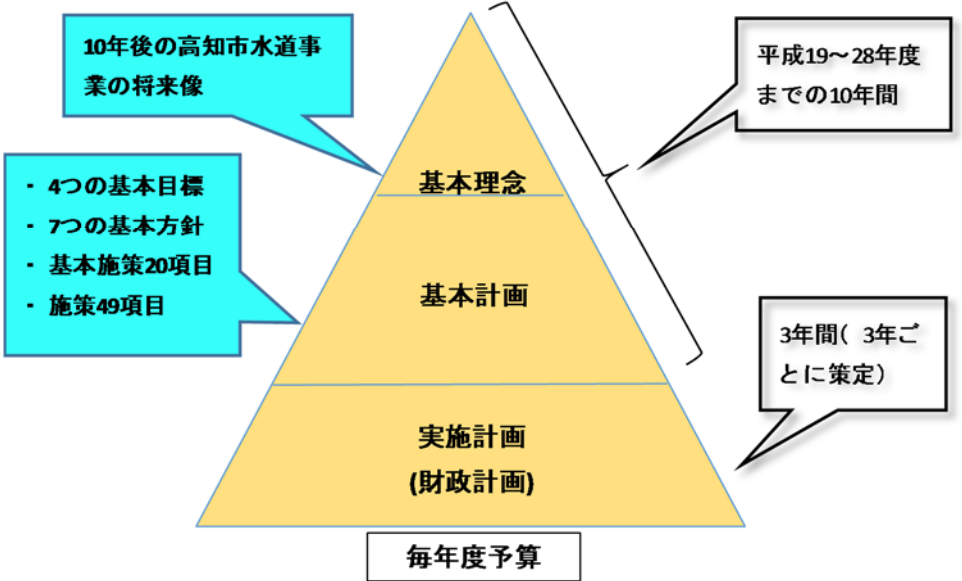 10年後の高知市水道事
業の将来像
平成19～28年度
までの10年間
・ 4つの基本目標
・ 7つの基本方針
・ 基本施策20項目
・ 施策49項目
基本理念
基本計画
3年間( 3年ご
とに策定)
実施計画
(財政計画)
毎年度予算